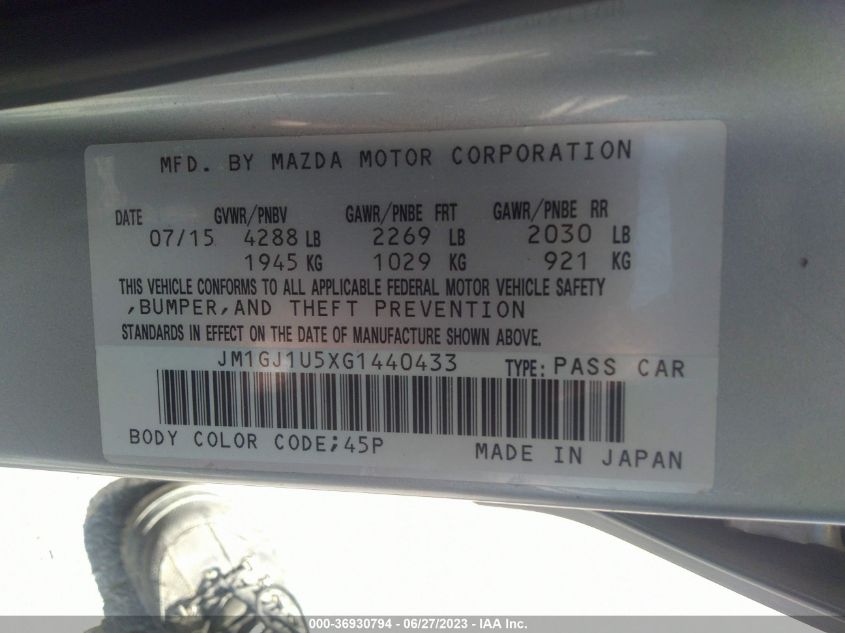 MFD. BY MAZDA MOTOR CORPORATION
DATE GVWR/PNBV GAWR/PNBE FRT GAWR/PNBE RR
07/15 4288 LB 2269 LB 2030 LB
1945 KG 1029 KG 921 KG
THIS VEHICLE CONFORMS TO ALL APPLICABLE FEDERAL MOTOR VEHICLE SAFETY
,BUMPER,AND THEFT PREVENTION
STANDARDS IN EFFECT ON THE DATE OF MANUFACTURE SHOWN ABOVE.
JM1GJ1U5XG1440433 TYPE: PASS CAR
BODY COLOR CODE;45P MADE IN JAPAN
000-36930794 - 06/27/2023 - IAA Inc.